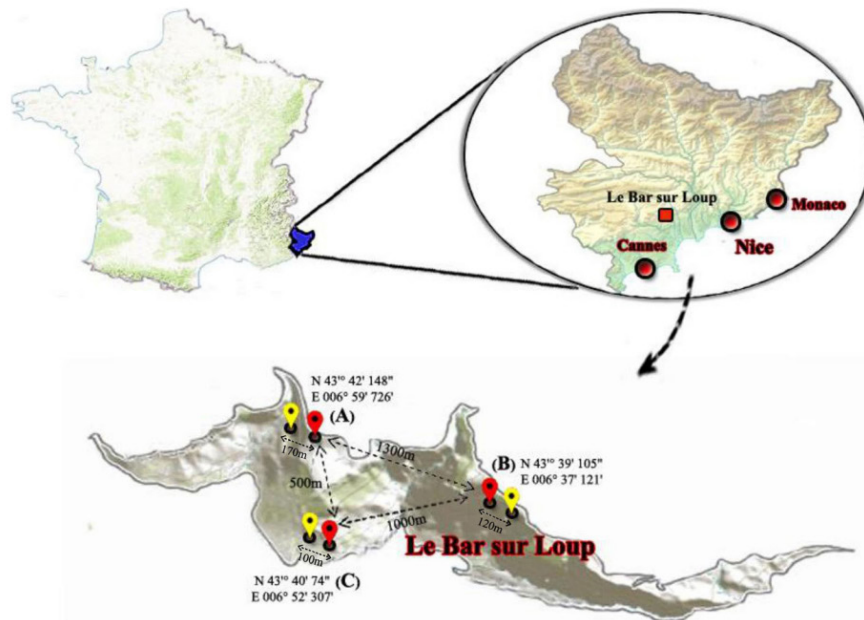 Le Bar sur Loup
Monaco
Nice
Cannes
N 43'° 42' 148"
E 006° 59' 726'
(A)
170m
1300m
(B)
N 43'° 39' 105"
E 006° 37' 121'
500m
1000m
120m
Le Bar sur Loup
100m
(C)
N 43'° 40' 74"
E 006° 52' 307'